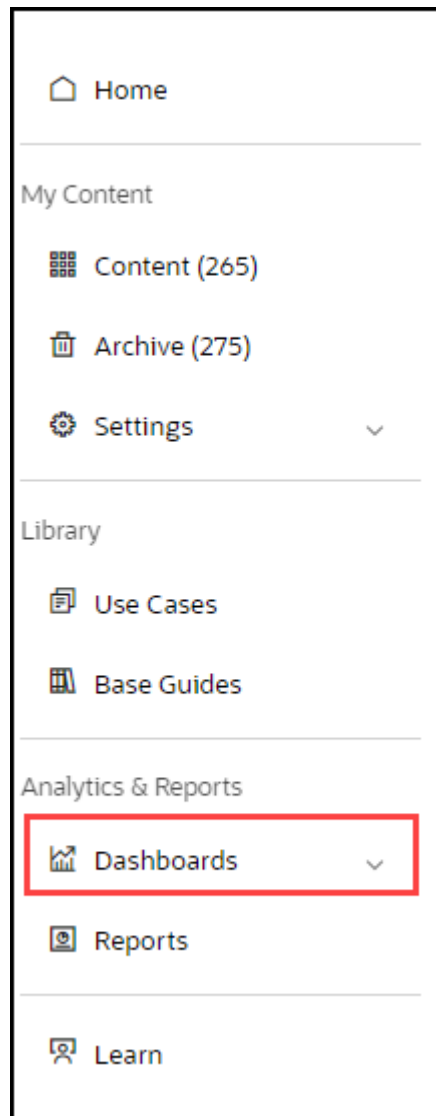 Home
My Content
Content (265)
Archive (275)
Settings
Library
Use Cases
Base Guides
Analytics & Reports
Dashboards
Reports
Learn